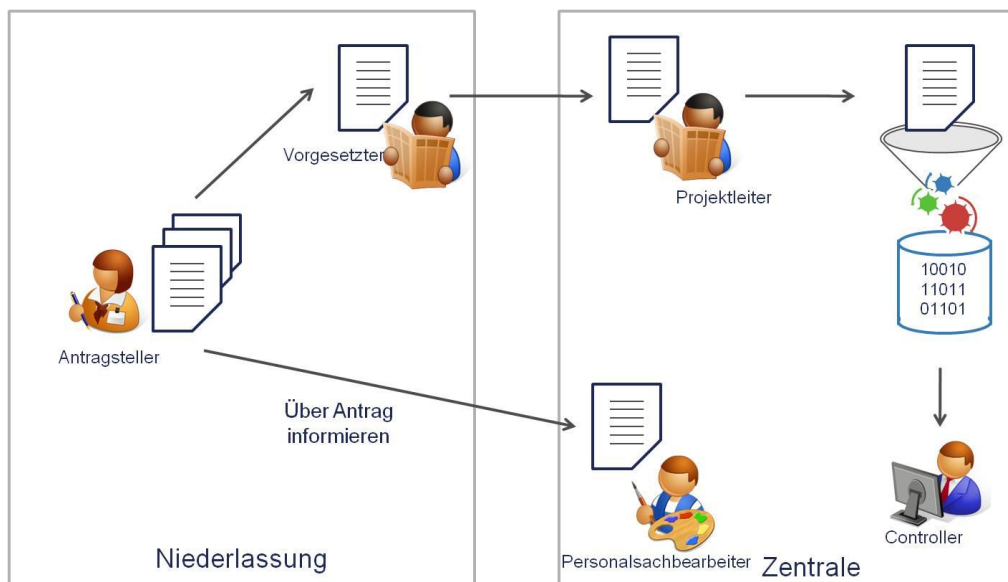 Vorgesetzter
Projektleiter
10010
11011
01101
Antragsteller
Über Antrag
informieren
Personalsachbearbeiter
Controller
Niederlassung
Zentrale